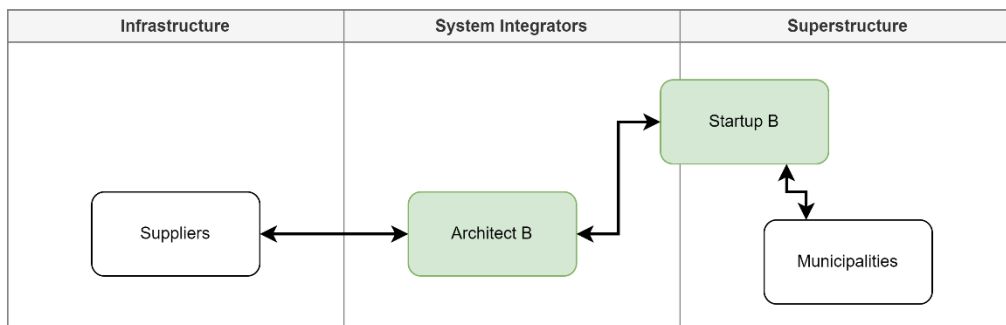 Infrastructure
System Integrators
Superstructure
Startup B
Suppliers
Architect B
Municipalities